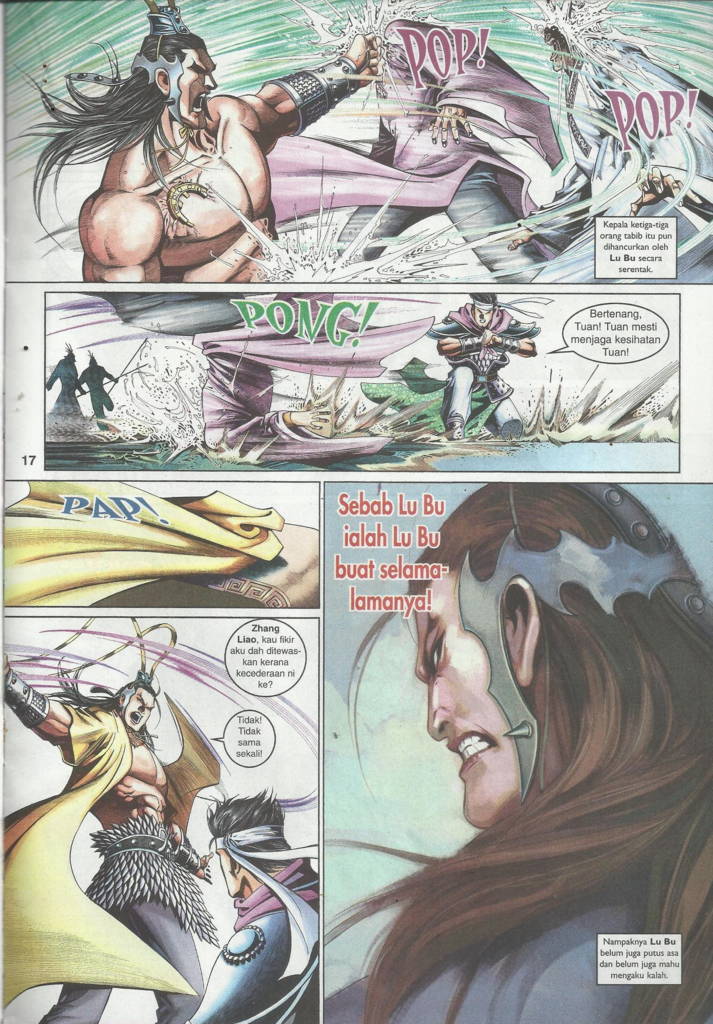 POP!
POP!
Kepala ketiga-tiga
orang tabib itu pun
dihancurkan oleh
Lu Bu secara
serentak.
PONG!
Bertenang,
Tuan! Tuan mesti
menjaga kesihatan
Tuan!
17
PAP!
Zhang
Liao, kau fikir
aku dah ditewas-
kan kerana
kecederaan ni
ke?
Tidak!
Tidak
sama
sekali!
Sebab Lu Bu
ialah Lu Bu
buat selama-
lamanya!
Nampaknya Lu Bu
belum juga putus asa
dan belum juga mahu
mengaku kalah.